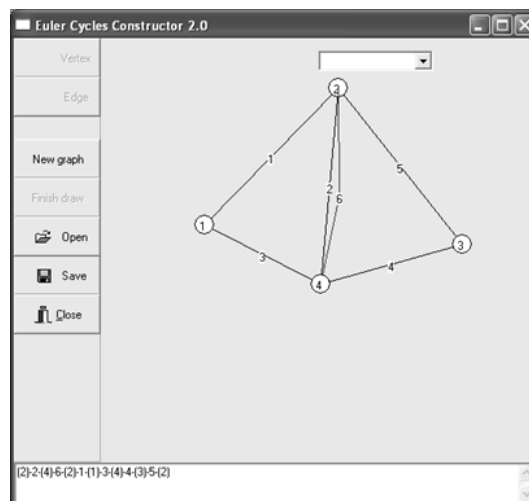 Euler Cycles Constructor 2.0
Vertex
Edge
New graph
Finish draw
Open
Save
Close
2
1
2
6
5
1
3
3
4
4
(2)-2-(4)-6-(2)-1-(1)-3-(4)-4-(3)-5-(2)